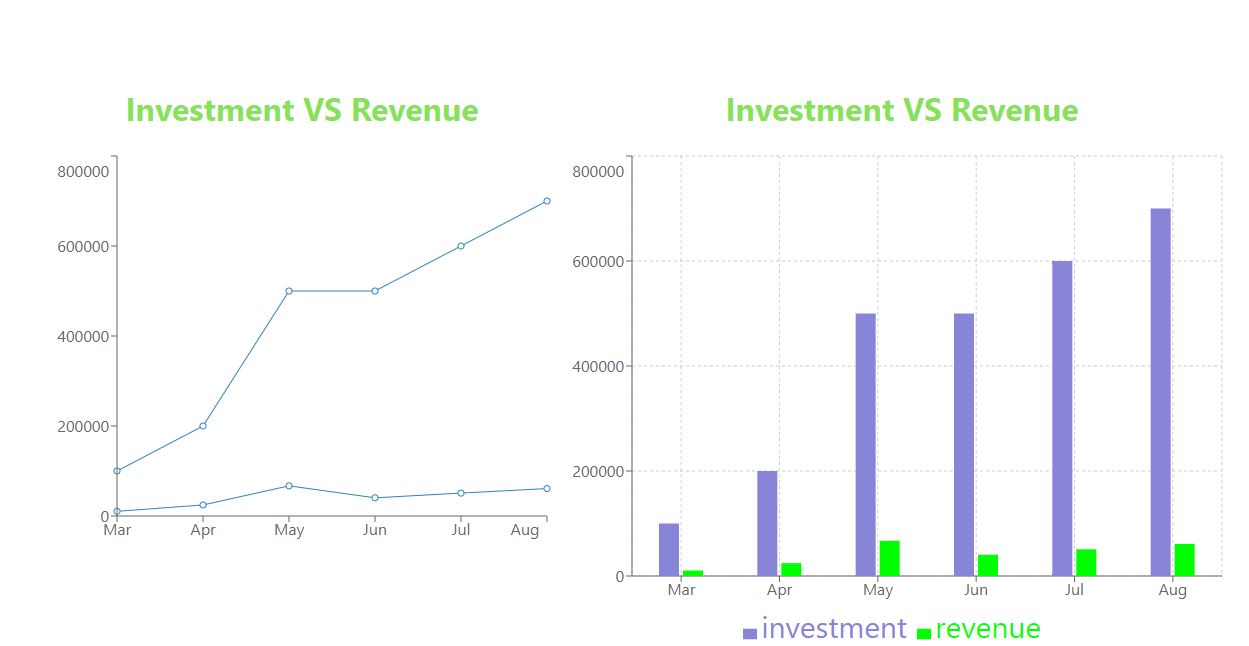 Investment VS Revenue
800000
600000
400000
200000
0
Mar Apr May Jun Jul Aug
Investment VS Revenue
800000
600000
400000
200000
0
Mar Apr May Jun Jul Aug
investment revenue